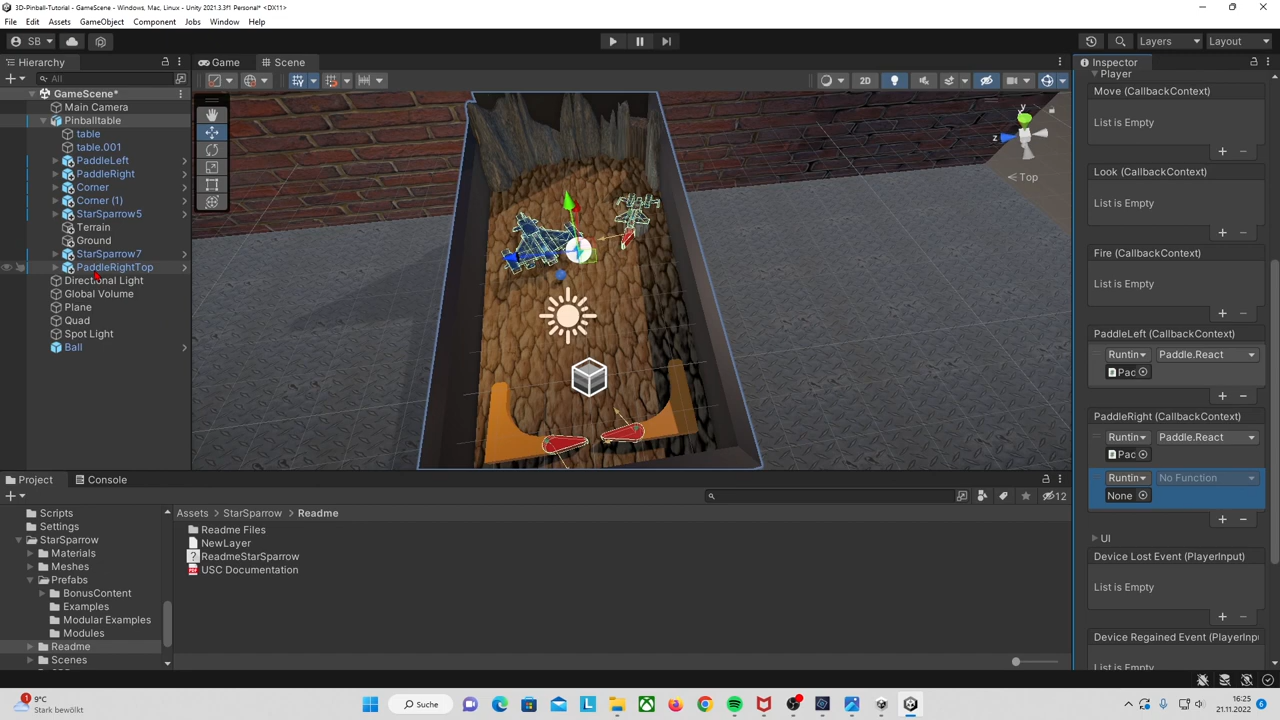 3D-Pinball-Tutorial - GameScene - Windows, Mac, Linux - Unity 2021.3.3f1 Personal* <DX11>
File Edit Assets GameObject Component Jobs Window Help
SB Layers Layout
Hierarchy
All
GameScene*
Main Camera
Pinballtable
table
table.001
PaddleLeft
PaddleRight
Corner
Corner (1)
StarSparrow5
Terrain
Ground
StarSparrow7
PaddleRightTop
Directional Light
Global Volume
Plane
Quad
Spot Light
Ball
Game Scene
2D
y
z
Top
Inspector
Player
Move (CallbackContext)
List is Empty
Look (CallbackContext)
List is Empty
Fire (CallbackContext)
List is Empty
PaddleLeft (CallbackContext)
Runtin Paddle.React
Pac
PaddleRight (CallbackContext)
Runtin Paddle.React
Pac
Runtin No Function
None
UI
Device Lost Event (PlayerInput)
List is Empty
Device Regained Event (PlayerInpu
List is Empty
Project Console
12
Scripts
Settings
StarSparrow
Materials
Meshes
Prefabs
BonusContent
Examples
Modular Examples
Modules
Readme
Scenes
Assets StarSparrow Readme
Readme Files
NewLayer
ReadmeStarSparrow
USC Documentation
1
9°C
Stark bewölkt
Suche
16:25
21.11.2022